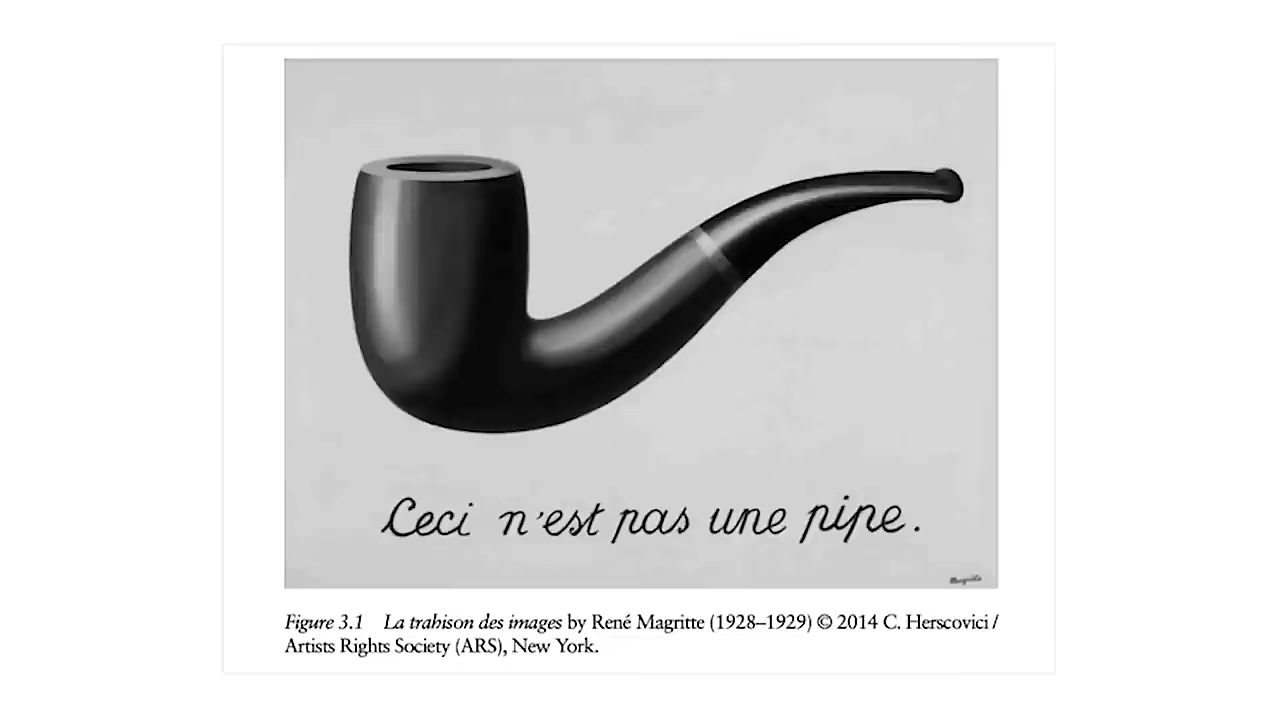 Ceci n'est pas une pipe.
Magritte
Figure 3.1 La trahison des images by René Magritte (1928–1929) © 2014 C. Herscovici /
Artists Rights Society (ARS), New York.